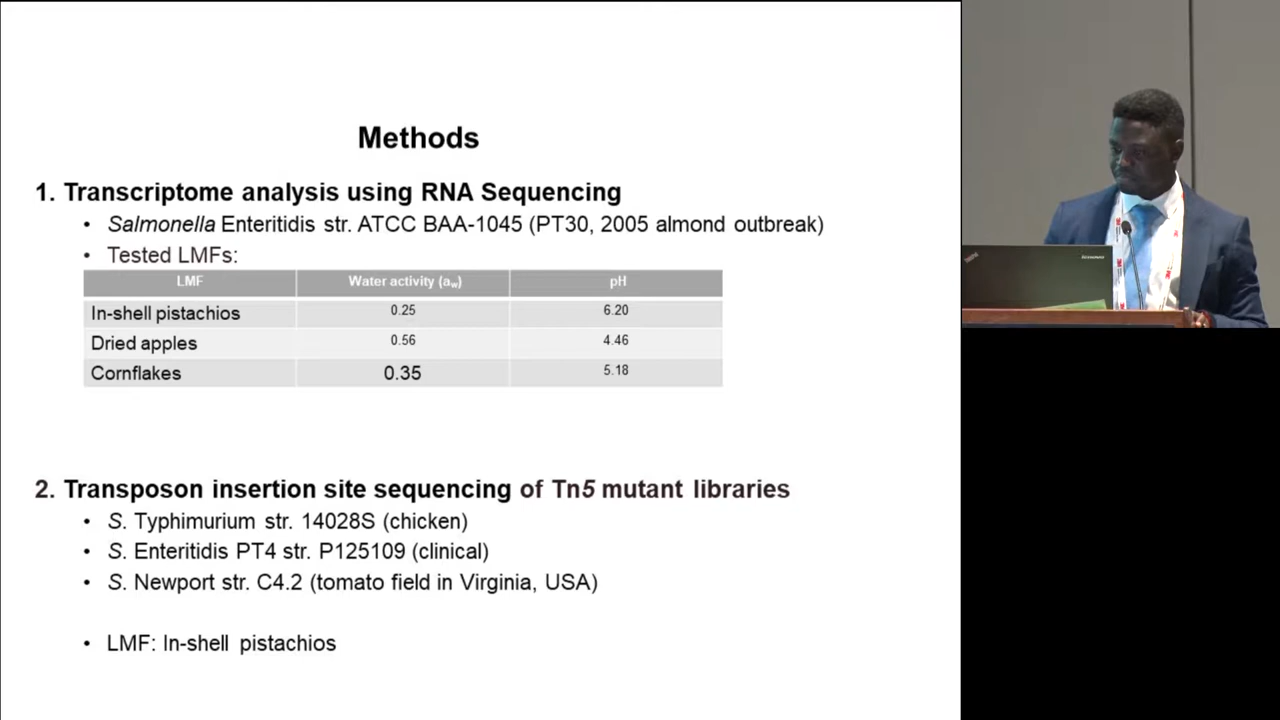 Methods
1. Transcriptome analysis using RNA Sequencing
• Salmonella Enteritidis str. ATCC BAA-1045 (PT30, 2005 almond outbreak)
• Tested LMFs:
LMF Water activity (aw) pH
In-shell pistachios 0.25 6.20
Dried apples 0.56 4.46
Cornflakes 0.35 5.18
2. Transposon insertion site sequencing of Tn5 mutant libraries
• S. Typhimurium str. 14028S (chicken)
• S. Enteritidis PT4 str. P125109 (clinical)
• S. Newport str. C4.2 (tomato field in Virginia, USA)
• LMF: In-shell pistachios